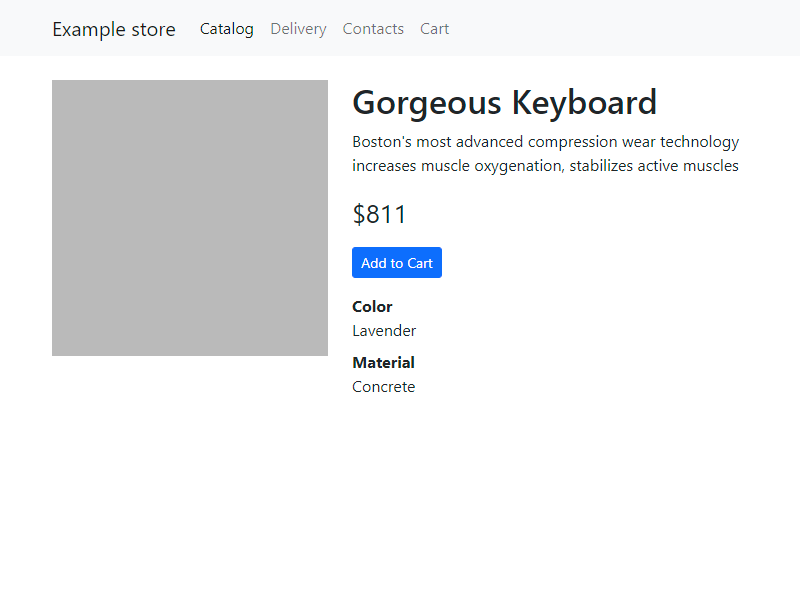 Example store Catalog Delivery Contacts Cart
Gorgeous Keyboard
Boston's most advanced compression wear technology
increases muscle oxygenation, stabilizes active muscles
$811
Add to Cart
Color
Lavender
Material
Concrete